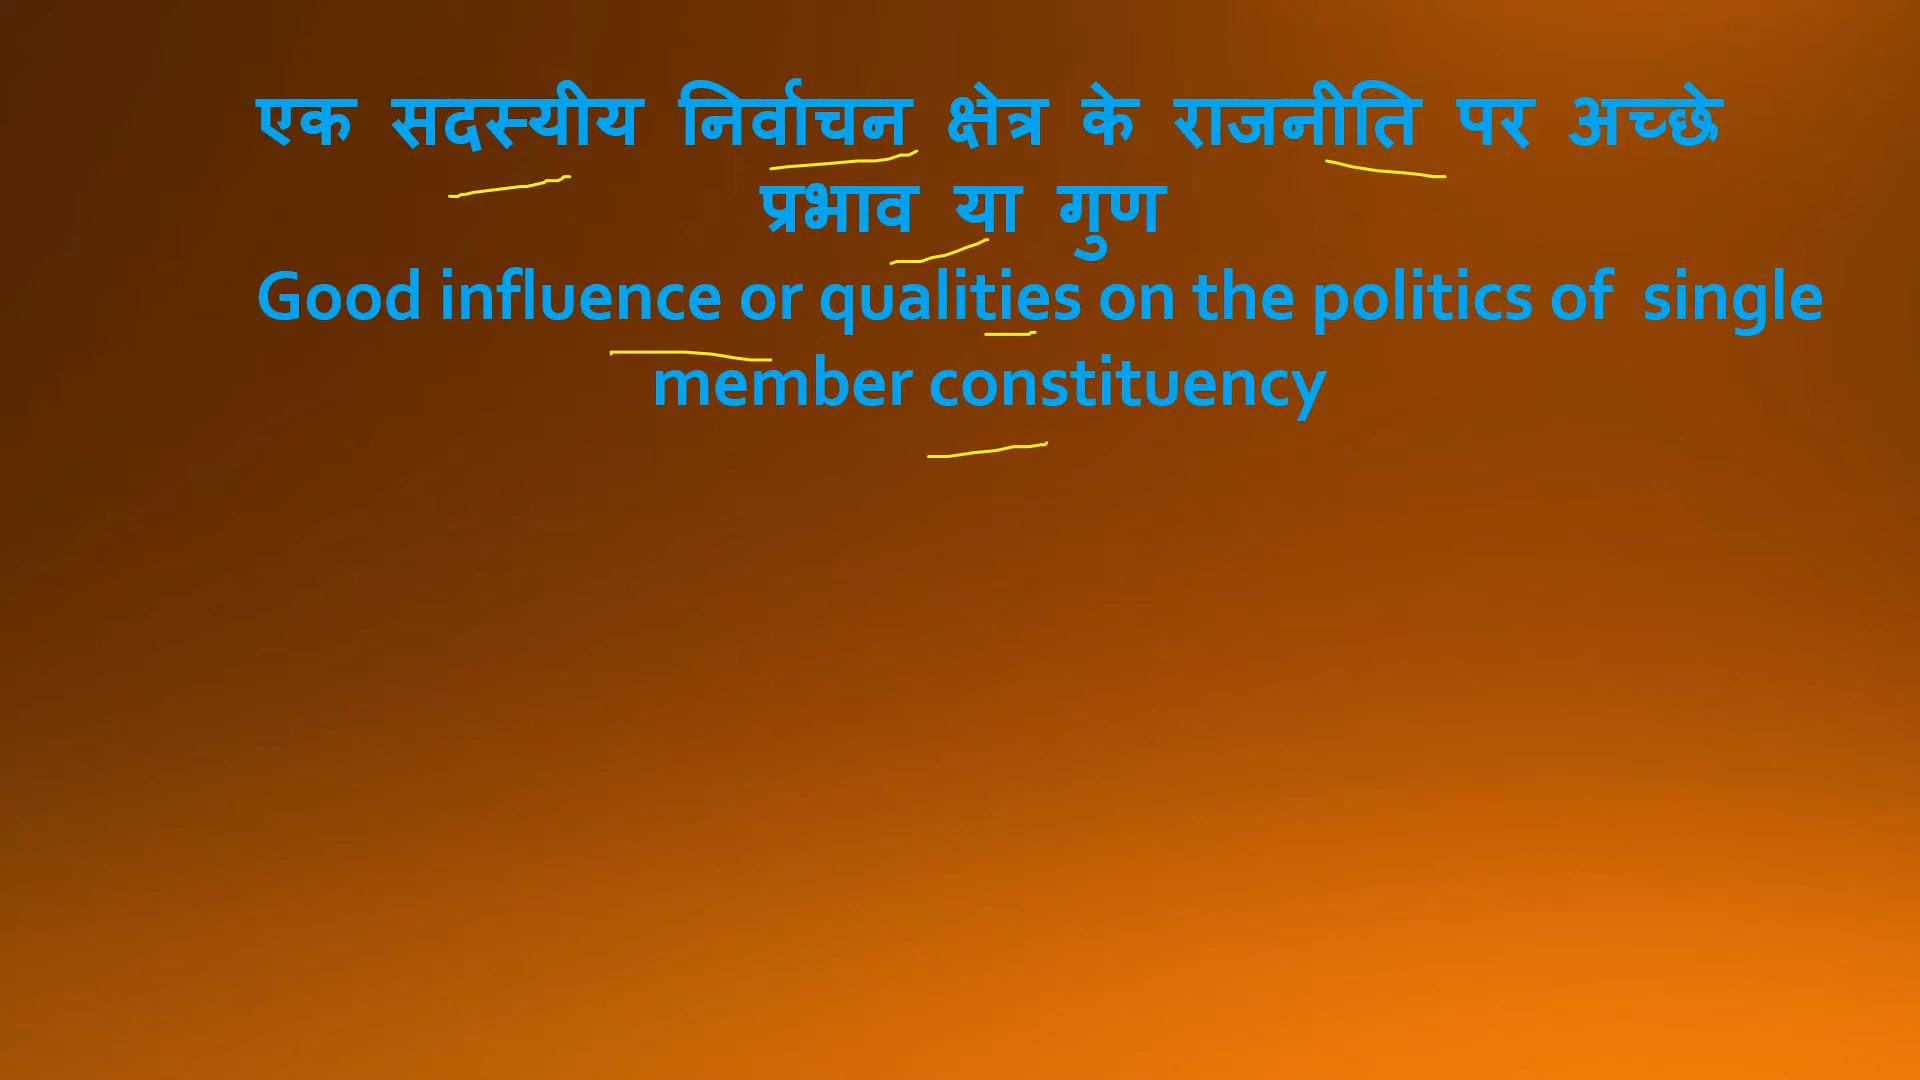 एक सदस्यीय निर्वाचन क्षेत्र के राजनीति पर अच्छे
प्रभाव या गुण
Good influence or qualities on the politics of single
member constituency